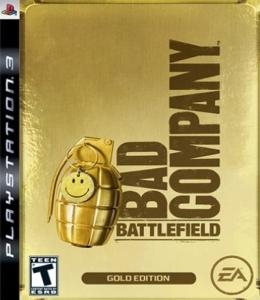 PLAYSTATION 3
BAD
COMPANY
BATTLEFIELD
GOLD EDITION
TEEN
T
ESRB
EA